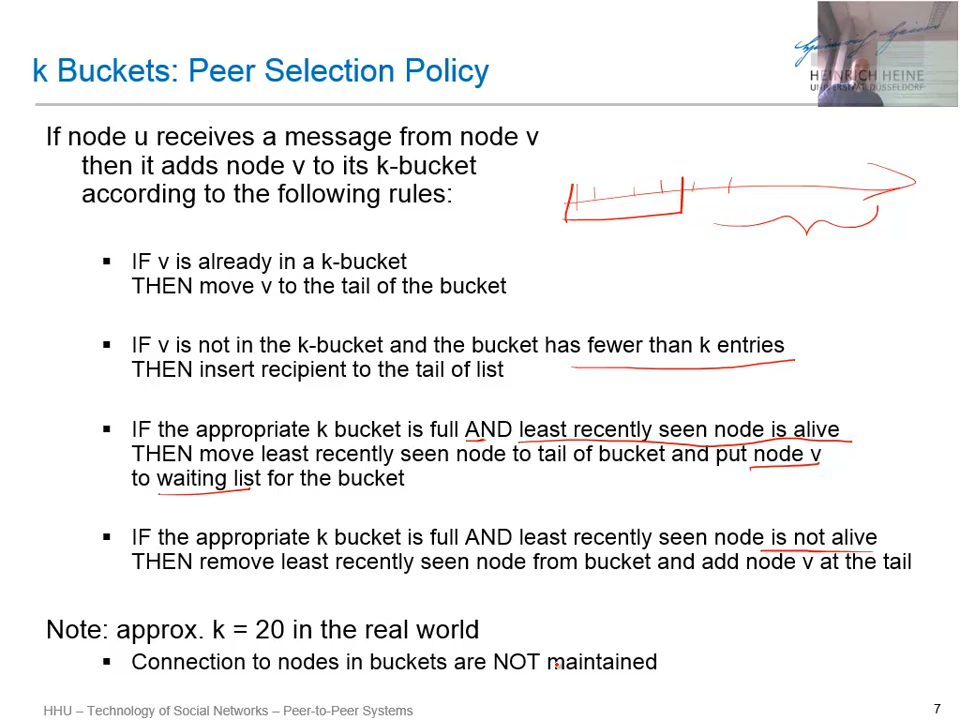 k Buckets: Peer Selection Policy
HEINRICH HEINE
UNIVERSITÄT DÜSSELDORF
If node u receives a message from node v
then it adds node v to its k-bucket
according to the following rules:
▪ IF v is already in a k-bucket
THEN move v to the tail of the bucket
▪ IF v is not in the k-bucket and the bucket has fewer than k entries
THEN insert recipient to the tail of list
▪ IF the appropriate k bucket is full AND least recently seen node is alive
THEN move least recently seen node to tail of bucket and put node v
to waiting list for the bucket
▪ IF the appropriate k bucket is full AND least recently seen node is not alive
THEN remove least recently seen node from bucket and add node v at the tail
Note: approx. k = 20 in the real world
▪ Connection to nodes in buckets are NOT maintained
HHU – Technology of Social Networks – Peer-to-Peer Systems
7